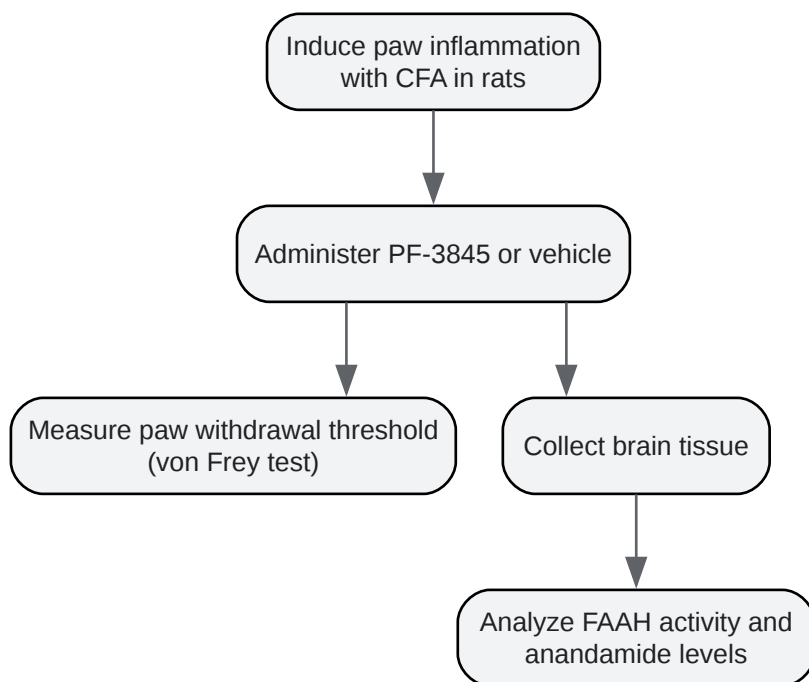 Induce paw inflammation
with CFA in rats
Administer PF-3845 or vehicle
Measure paw withdrawal threshold
(von Frey test)
Collect brain tissue
Analyze FAAH activity and
anandamide levels